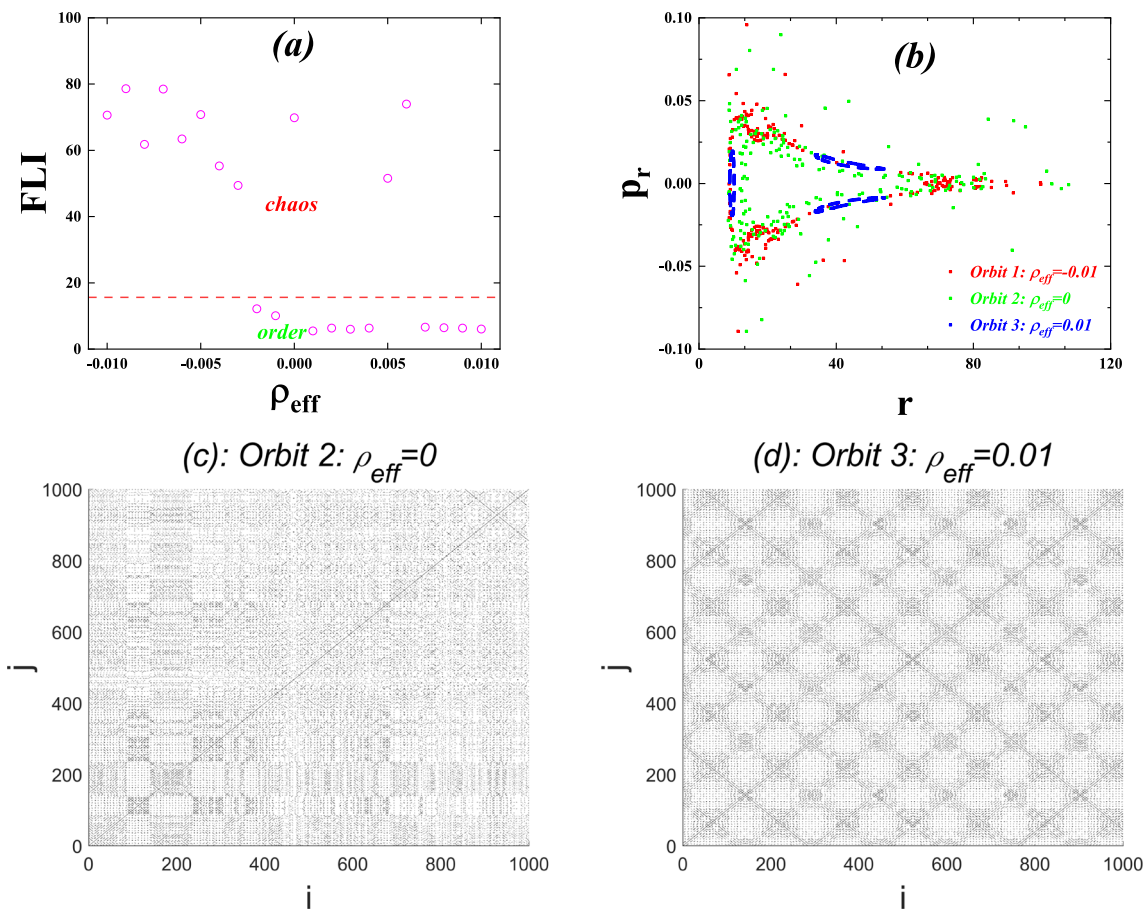 (a)
100
80
60
40
20
0
FLI
chaos
order
-0.010
-0.005
0.000
0.005
0.010
ρeff
(b)
0.10
0.05
0.00
-0.05
-0.10
pr
Orbit 1: ρeff=-0.01
Orbit 2: ρeff=0
Orbit 3: ρeff=0.01
0
40
80
120
r
(c): Orbit 2: ρeff=0
1000
800
600
400
200
0
j
0
200
400
600
800
1000
i
(d): Orbit 3: ρeff=0.01
1000
800
600
400
200
0
j
0
200
400
600
800
1000
i